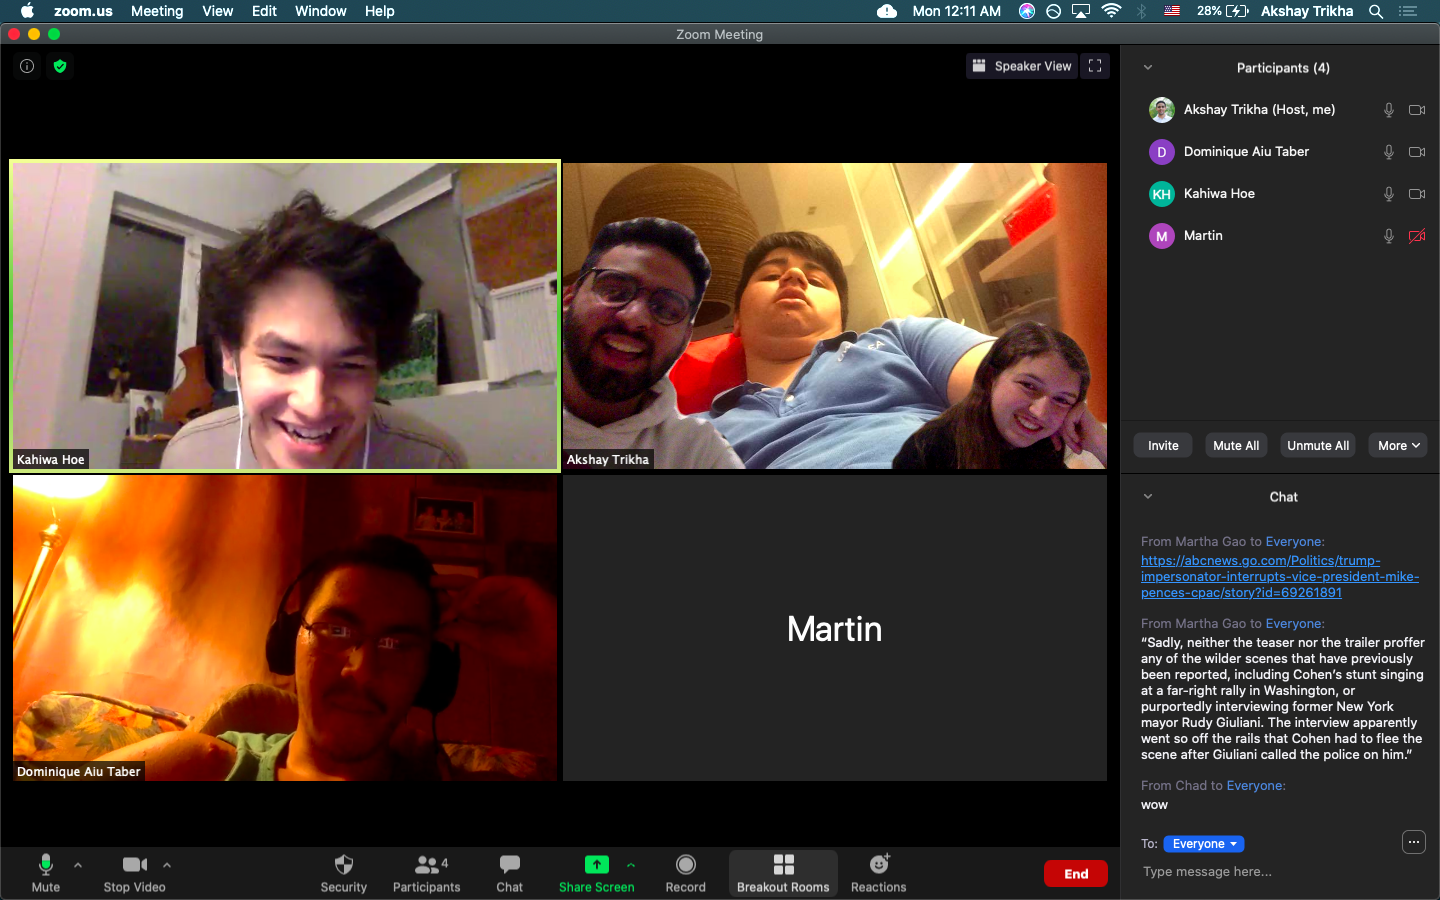 zoom.us Meeting View Edit Window Help
Mon 12:11 AM 28% Akshay Trikha
Zoom Meeting
Speaker View
Kahiwa Hoe
Akshay Trikha
Dominique Aiu Taber
Martin
Participants (4)
Akshay Trikha (Host, me)
D Dominique Aiu Taber
KH Kahiwa Hoe
M Martin
Invite Mute All Unmute All More
Chat
From Martha Gao to Everyone:
https://abcnews.go.com/Politics/trump-
impersonator-interrupts-vice-president-mike-
pences-cpac/story?id=69261891
From Martha Gao to Everyone:
“Sadly, neither the teaser nor the trailer proffer
any of the wilder scenes that have previously
been reported, including Cohen’s stunt singing
at a far-right rally in Washington, or
purportedly interviewing former New York
mayor Rudy Giuliani. The interview apparently
went so off the rails that Cohen had to flee the
scene after Giuliani called the police on him.”
From Chad to Everyone:
wow
To: Everyone
Type message here...
Mute Stop Video Security Participants 4 Chat Share Screen Record Breakout Rooms Reactions End